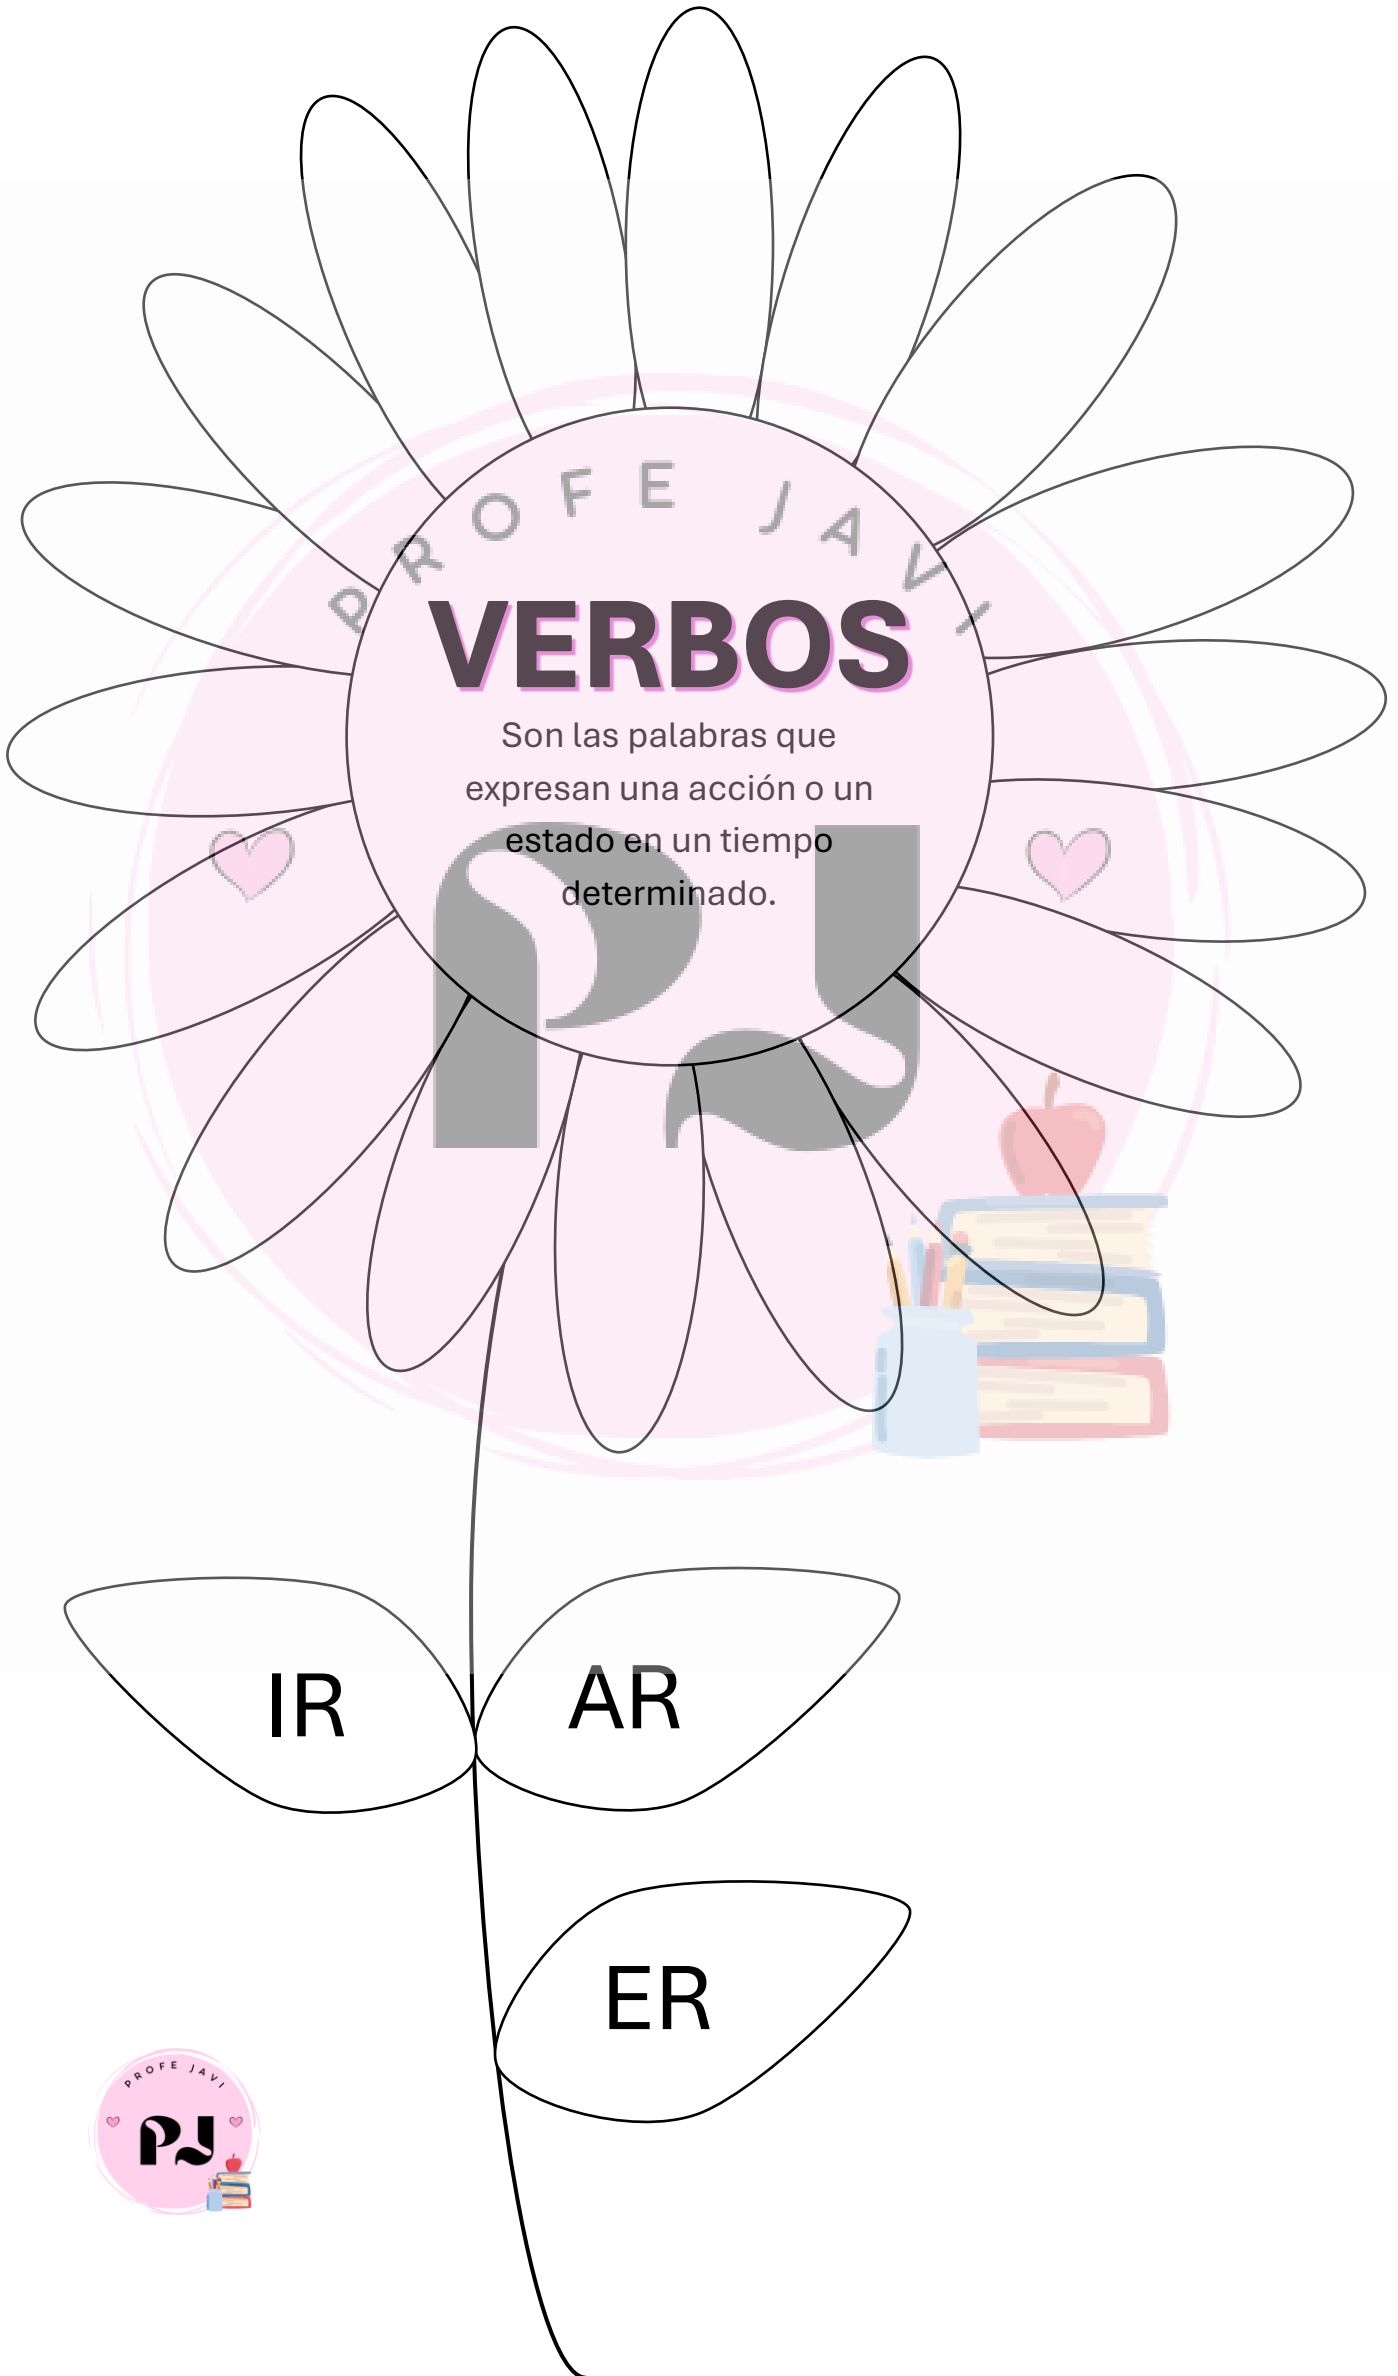 PROFE JAVI
VERBOS
Son las palabras que
expresan una acción o un
estado en un tiempo
determinado.
PJ
IR
AR
ER
PROFE JAVI
PJ